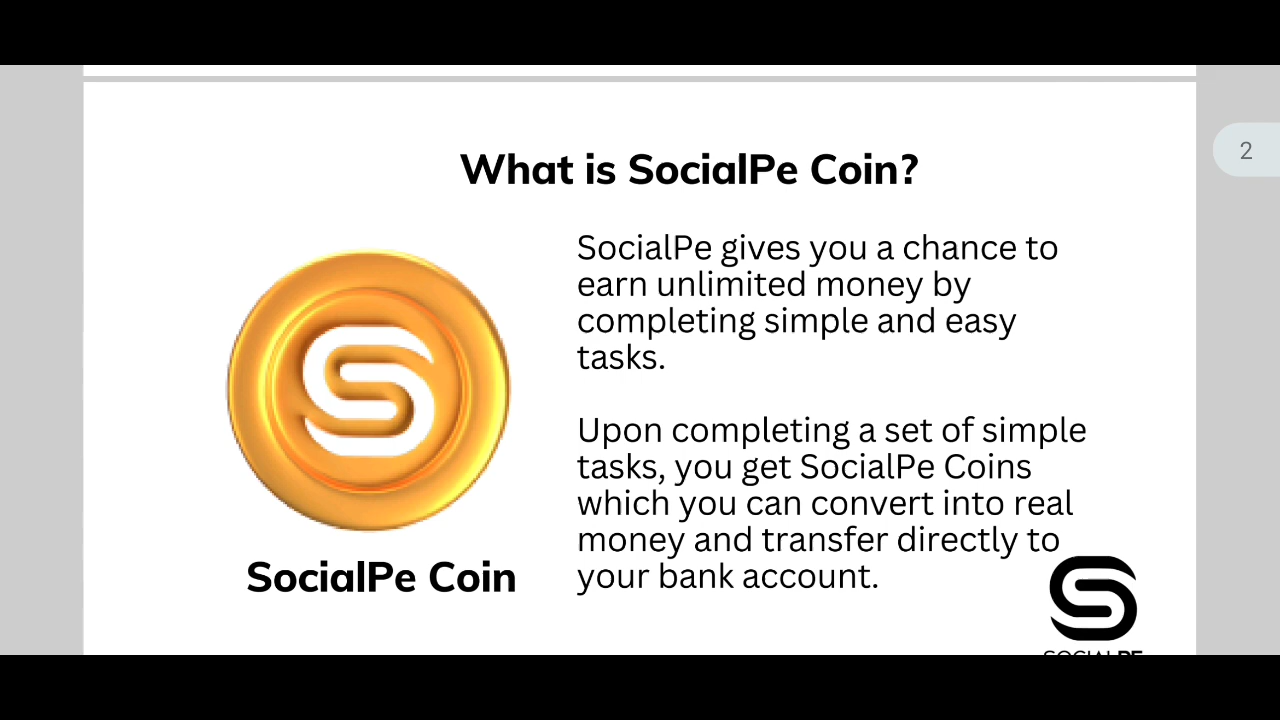 What is SocialPe Coin?
2
SocialPe gives you a chance to
earn unlimited money by
completing simple and easy
tasks.
Upon completing a set of simple
tasks, you get SocialPe Coins
which you can convert into real
money and transfer directly to
your bank account.
SocialPe Coin
SOCIALPE